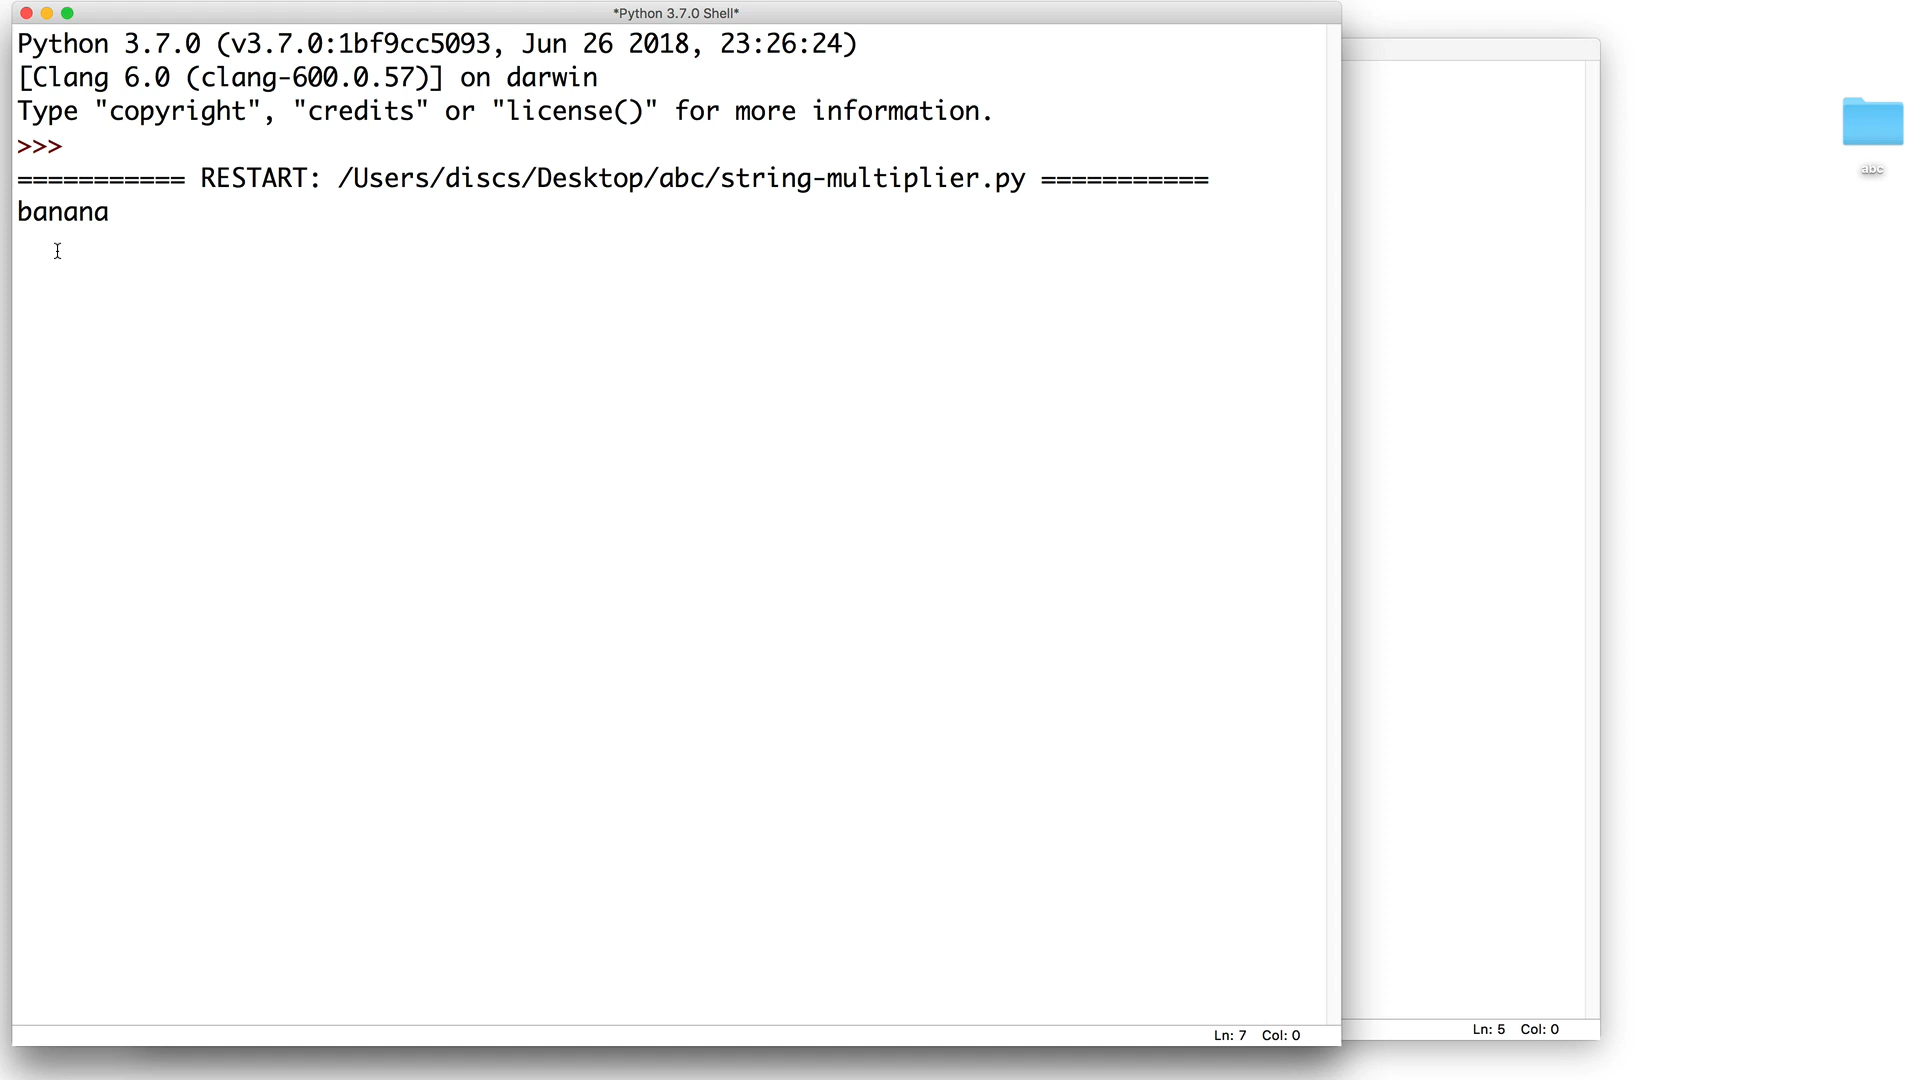 *Python 3.7.0 Shell*
Python 3.7.0 (v3.7.0:1bf9cc5093, Jun 26 2018, 23:26:24)
[Clang 6.0 (clang-600.0.57)] on darwin
Type "copyright", "credits" or "license()" for more information.
>>>
=========== RESTART: /Users/discs/Desktop/abc/string-multiplier.py ===========
banana
abc
Ln: 7 Col: 0
Ln: 5 Col: 0